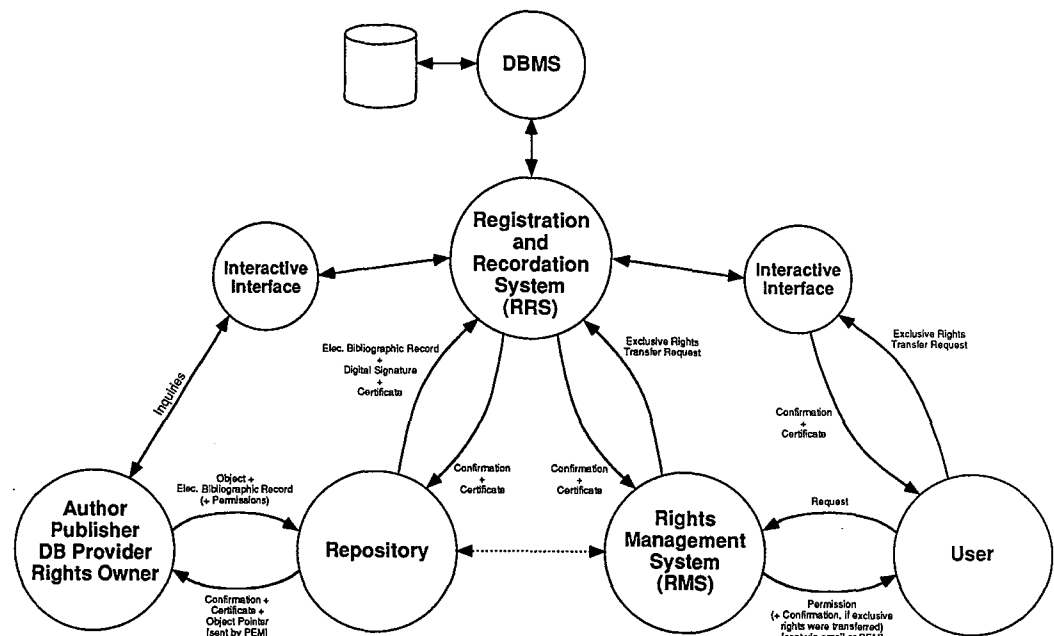 DBMS
Registration
and
Recordation
System
(RRS)
Interactive
Interface
Interactive
Interface
Elec. Bibliographic Record
+
Digital Signature
+
Certificate
Exclusive Rights
Transfer Request
Exclusive Rights
Transfer Request
Inquiries
Confirmation
+
Certificate
Confirmation
+
Certificate
Confirmation
+
Certificate
Author
Publisher
DB Provider
Rights Owner
Object +
Elec. Bibliographic Record
(+ Permissions)
Repository
Rights
Management
System
(RMS)
Request
User
Confirmation +
Certificate +
Object Pointer
[sent by PEM]
Permission
(+ Confirmation, if exclusive
rights were transferred)